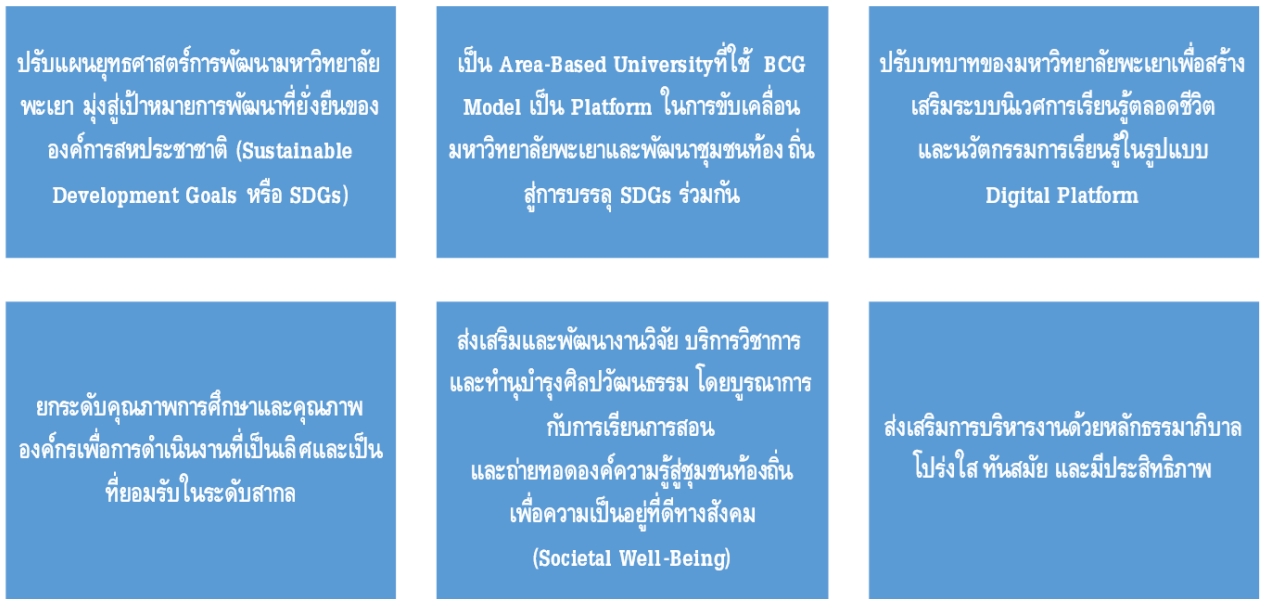 ปรับแผนยุทธศาสตร์การพัฒนามหาวิทยาลัย
พะเยา มุ่งสู่เป้าหมายการพัฒนาที่ยั่งยืนของ
องค์การสหประชาชาติ (Sustainable
Development Goals หรือ SDGs)
เป็น Area-Based Universityที่ใช้ BCG
Model เป็น Platform ในการขับเคลื่อน
มหาวิทยาลัยพะเยาและพัฒนาชุมชนท้องถิ่น
สู่การบรรลุ SDGs ร่วมกัน
ปรับบทบาทของมหาวิทยาลัยพะเยาเพื่อสร้าง
เสริมระบบนิเวศการเรียนรู้ตลอดชีวิต
และนวัตกรรมการเรียนรู้ในรูปแบบ
Digital Platform
ยกระดับคุณภาพการศึกษาและคุณภาพ
องค์กรเพื่อการดำเนินงานที่เป็นเลิศและเป็น
ที่ยอมรับในระดับสากล
ส่งเสริมและพัฒนางานวิจัย บริการวิชาการ
และทำนุบำรุงศิลปวัฒนธรรม โดยบูรณาการ
กับการเรียนการสอน
และถ่ายทอดองค์ความรู้สู่ชุมชนท้องถิ่น
เพื่อความเป็นอยู่ที่ดีทางสังคม
(Societal Well-Being)
ส่งเสริมการบริหารงานด้วยหลักธรรมาภิบาล
โปร่งใส ทันสมัย และมีประสิทธิภาพ